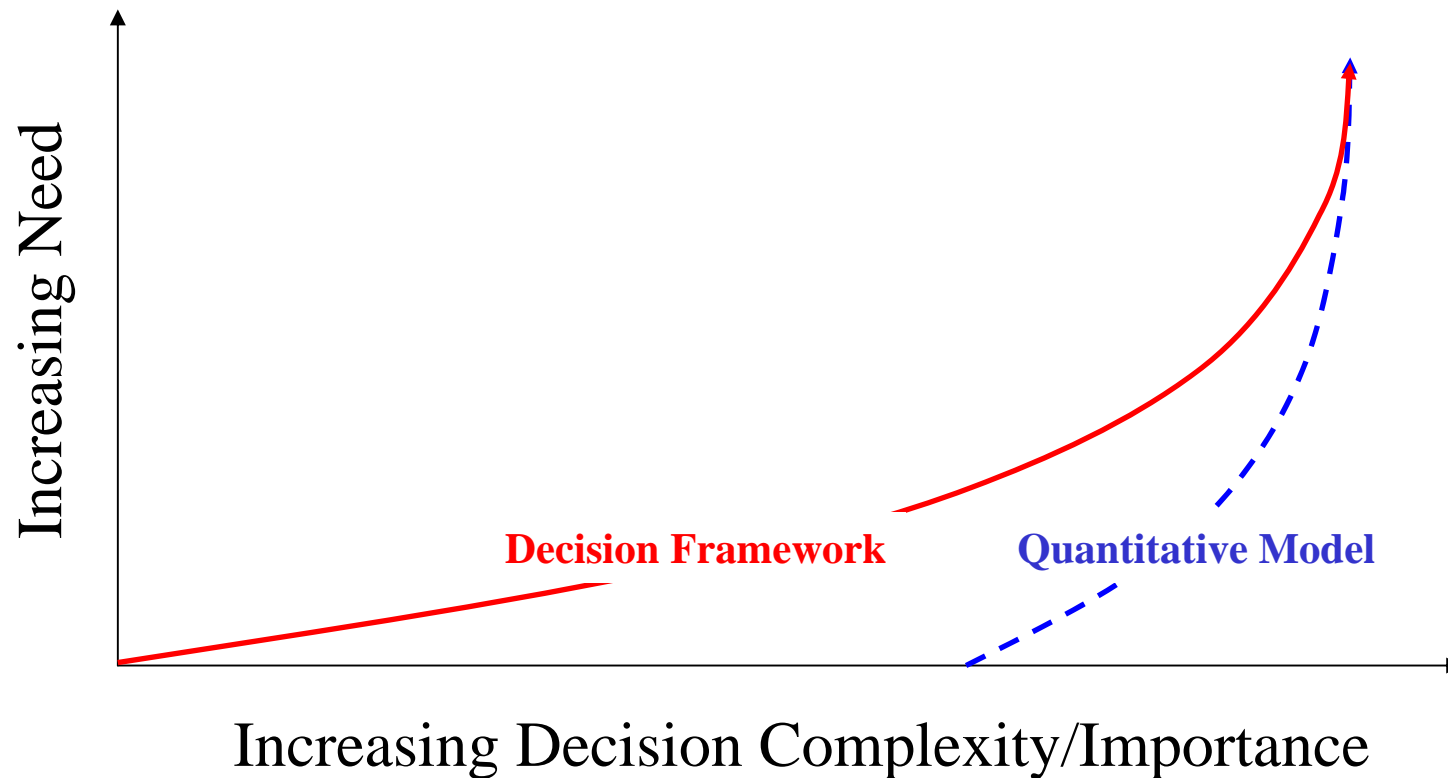 Increasing Need
Decision Framework
Quantitative Model
Increasing Decision Complexity/Importance